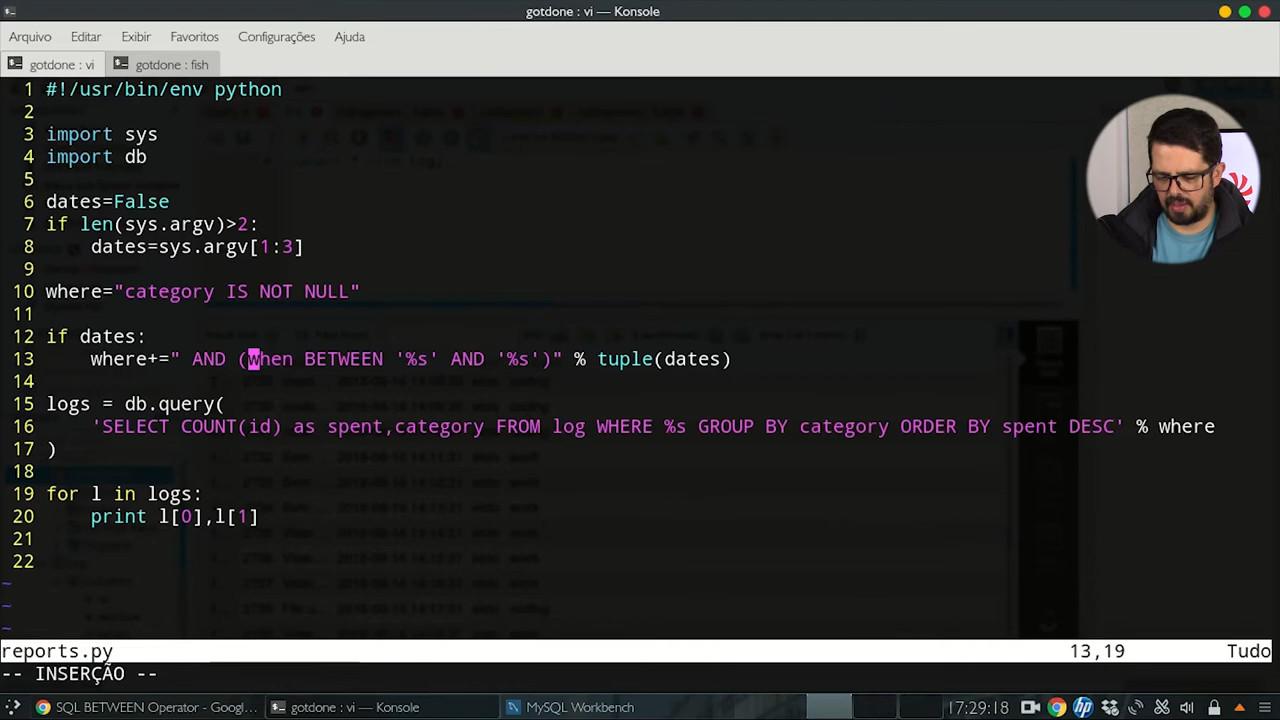 gotdone : vi — Konsole
Arquivo Editar Exibir Favoritos Configurações Ajuda
gotdone : vi gotdone : fish
1 #!/usr/bin/env python
2
3 import sys
4 import db
5
6 dates=False
7 if len(sys.argv)>2:
8 dates=sys.argv[1:3]
9
10 where="category IS NOT NULL"
11
12 if dates:
13 where+=" AND (when BETWEEN '%s' AND '%s')" % tuple(dates)
14
15 logs = db.query(
16 'SELECT COUNT(id) as spent,category FROM log WHERE %s GROUP BY category ORDER BY spent DESC' % where
17 )
18
19 for l in logs:
20 print l[0],l[1]
21
22
~
~
~
reports.py 13,19 Tudo
-- INSERÇÃO --
SQL BETWEEN Operator - Googl... gotdone : vi — Konsole MySQL Workbench 17:29:18